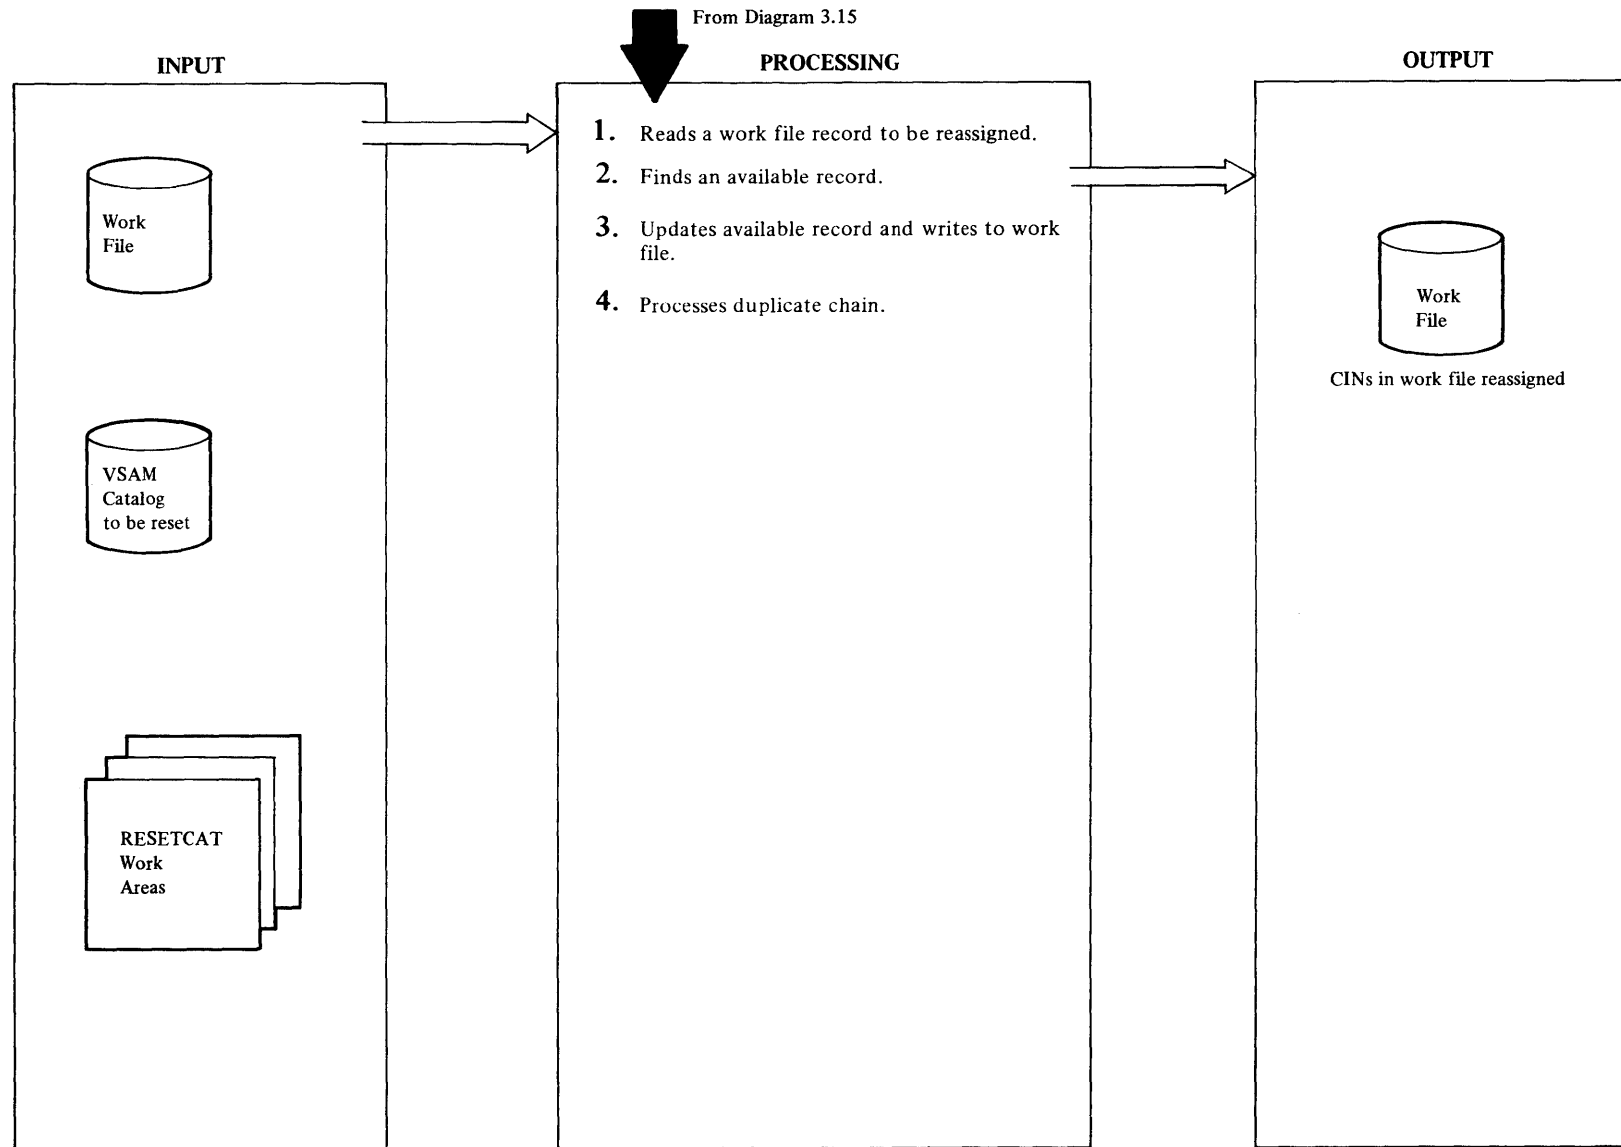 From Diagram 3.15
INPUT
PROCESSING
OUTPUT
Work
File
VSAM
Catalog
to be reset
RESETCAT
Work
Areas
1. Reads a work file record to be reassigned.
2. Finds an available record.
3. Updates available record and writes to work
file.
4. Processes duplicate chain.
Work
File
CINs in work file reassigned